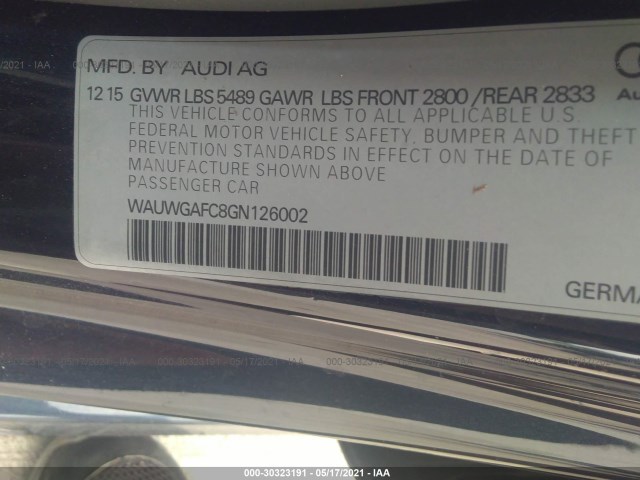 MFD. BY AUDI AG
12 15 GVWR LBS 5489 GAWR LBS FRONT 2800 /REAR 2833
THIS VEHICLE CONFORMS TO ALL APPLICABLE U.S.
FEDERAL MOTOR VEHICLE SAFETY, BUMPER AND THEFT
PREVENTION STANDARDS IN EFFECT ON THE DATE OF
MANUFACTURE SHOWN ABOVE
PASSENGER CAR
WAUWGAFC8GN126002
GERMA
000-30323191 - 05/17/2021 - IAA